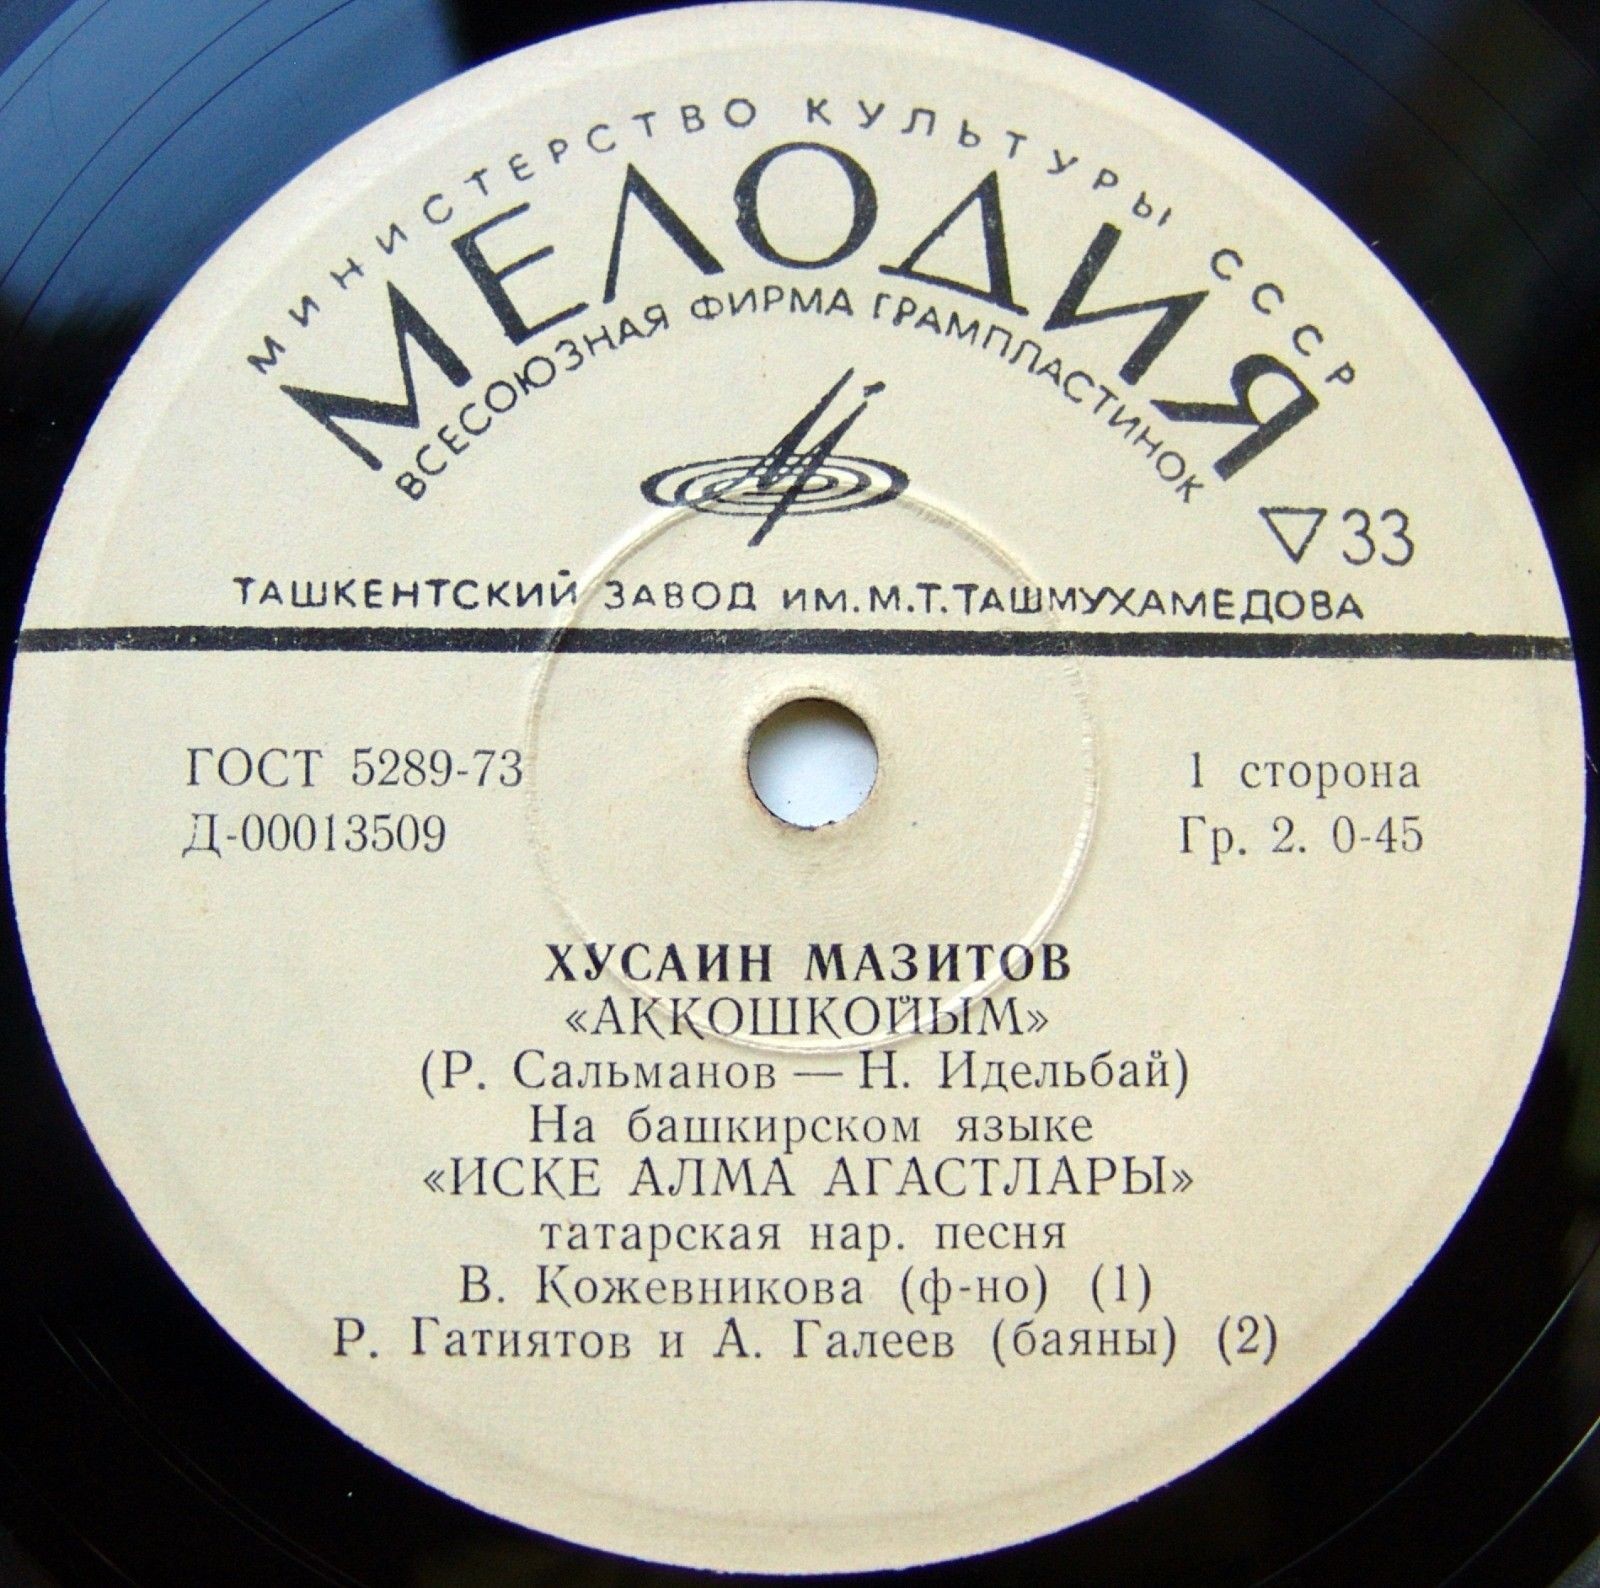 МИНИСТЕРСТВО КУЛЬТУРЫ СССР
МЕЛОДИЯ
ВСЕСОЮЗНАЯ ФИРМА ГРАМПЛАСТИНОК
33
ТАШКЕНТСКИЙ ЗАВОД ИМ.М.Т.ТАШМУХАМЕДОВА
ГОСТ 5289-73
Д-00013509
1 сторона
Гр. 2. 0-45
ХУСАИН МАЗИТОВ
«АККОШКОЙЫМ»
(Р. Сальманов — Н. Идельбай)
На башкирском языке
«ИСКЕ АЛМА АГАСТЛАРЫ»
татарская нар. песня
В. Кожевникова (ф-но) (1)
Р. Гатиятов и А. Галеев (баяны) (2)